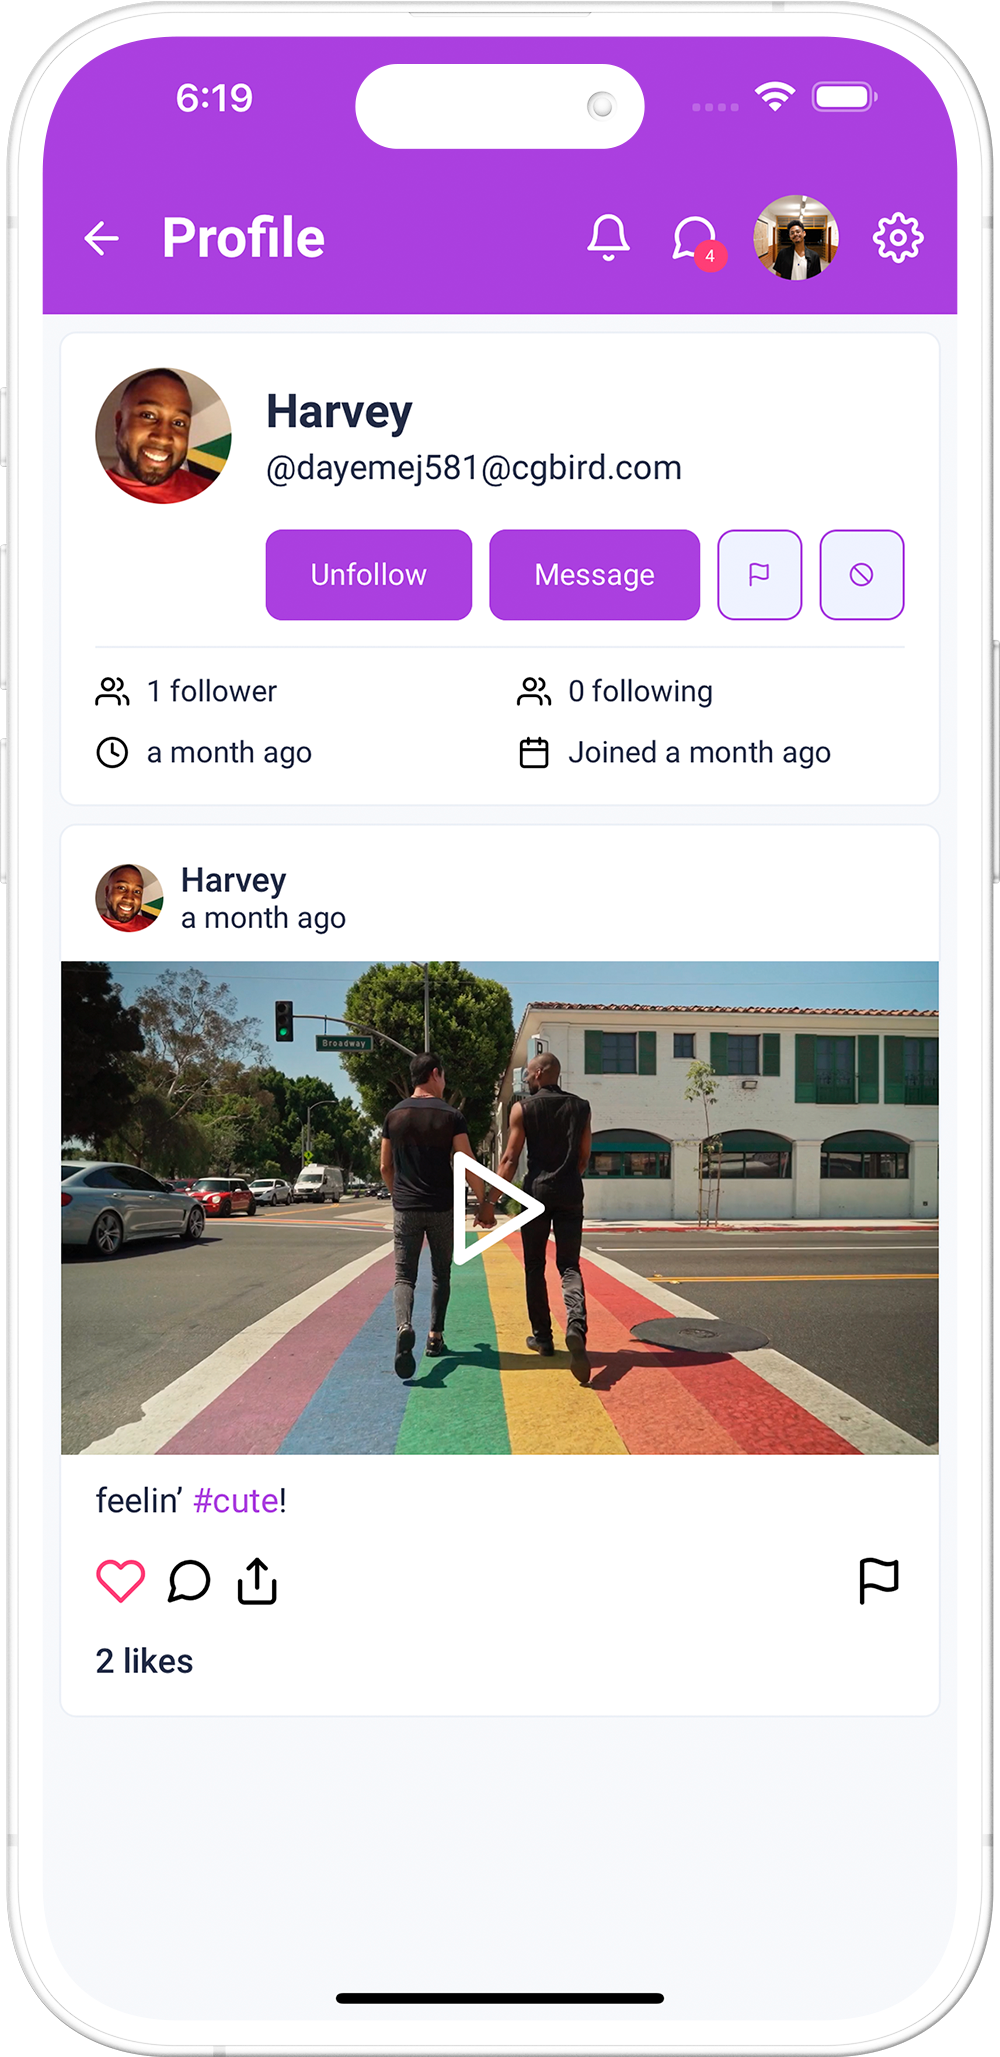 6:19
Profile
4
Harvey
@dayemej581@cgbird.com
Unfollow
Message
1 follower
0 following
a month ago
Joined a month ago
Harvey
a month ago
Broadway
feelin’ #cute!
2 likes